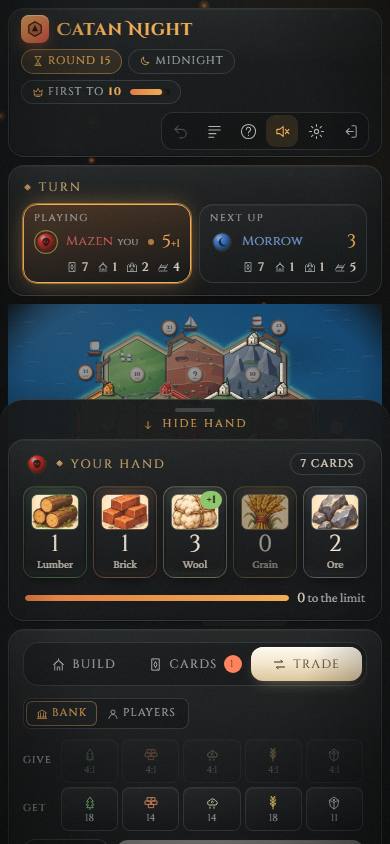 Catan Night
ROUND 15
MIDNIGHT
FIRST TO 10
TURN
PLAYING
MAZEN YOU 5+1
7 1 2 4
NEXT UP
MORROW 3
7 1 1 5
HIDE HAND
YOUR HAND
7 CARDS
+1
1 1 3 0 2
Lumber Brick Wool Grain Ore
0 to the limit
BUILD CARDS 1 TRADE
BANK PLAYERS
GIVE 4:1 4:1 4:1 4:1 4:1
GET 18 14 14 18 11